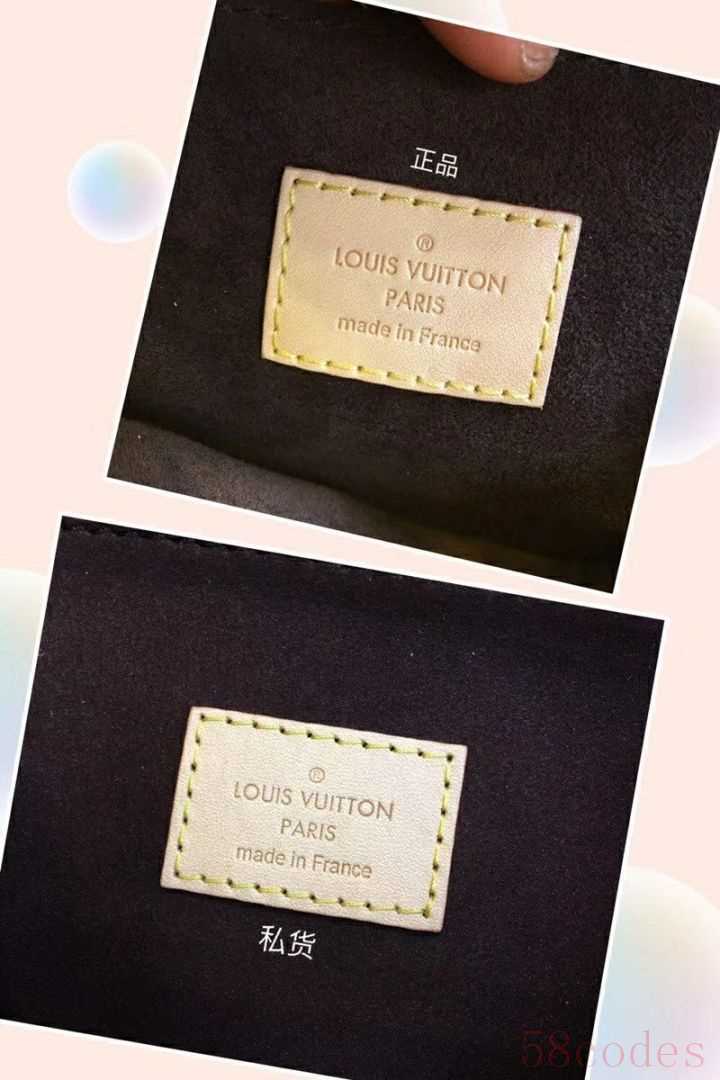 正品
®
LOUIS VUITTON
PARIS
made in France
®
LOUIS VUITTON
PARIS
made in France
私货
58codes